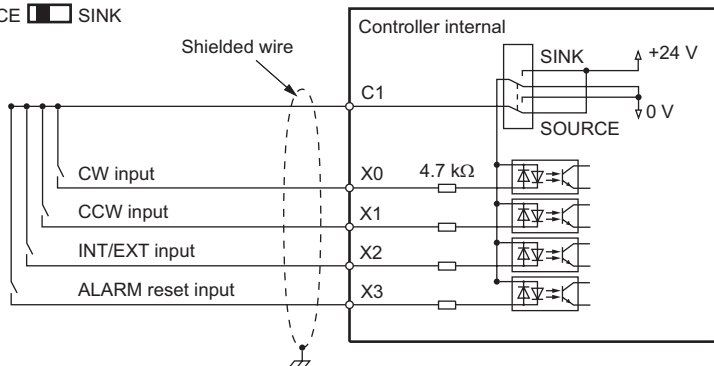 CE SINK
Shielded wire
Controller internal
SINK
+24 V
C1
0 V
SOURCE
CW input
X0
4.7 kΩ
CCW input
X1
INT/EXT input
X2
ALARM reset input
X3